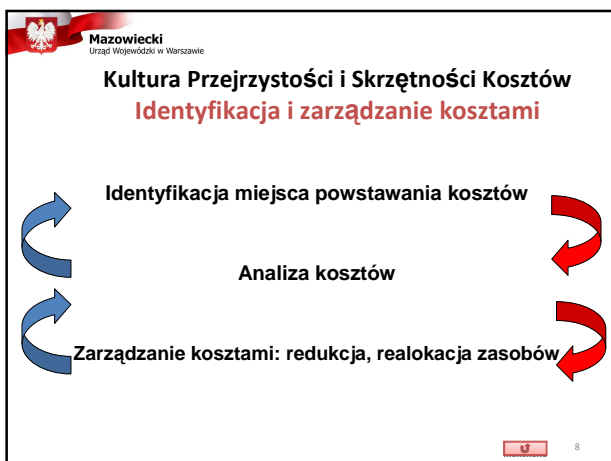 Mazowiecki
Urząd Wojewódzki w Warszawie
Kultura Przejrzystości i Skrzętności Kosztów
Identyfikacja i zarządzanie kosztami
Identyfikacja miejsca powstawania kosztów
Analiza kosztów
Zarządzanie kosztami: redukcja, realokacja zasobów
8